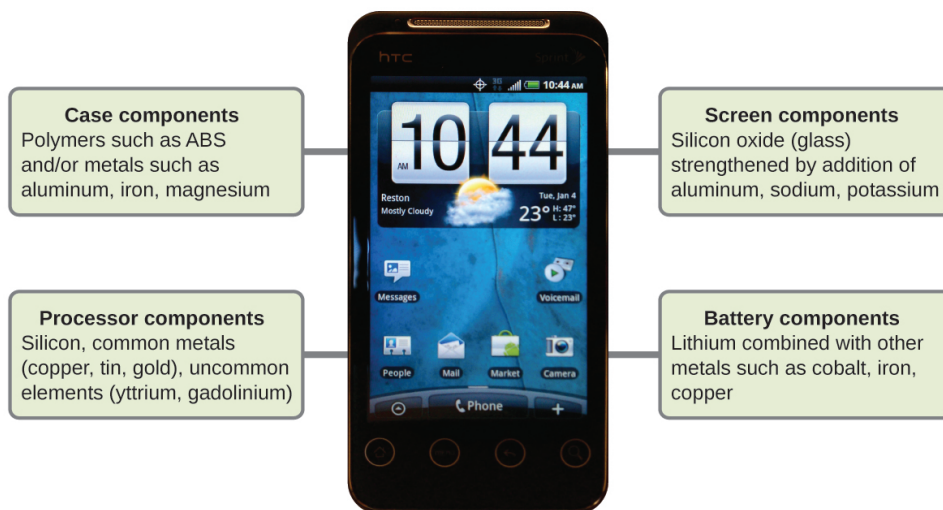 hTC
Sprint
10:44 AM
Case components
Polymers such as ABS
and/or metals such as
aluminum, iron, magnesium
Screen components
Silicon oxide (glass)
strengthened by addition of
aluminum, sodium, potassium
10 44
AM
Reston
Mostly Cloudy
Tue, Jan 4
23° H: 47°
L: 23°
Messages
Voicemail
Processor components
Silicon, common metals
(copper, tin, gold), uncommon
elements (yttrium, gadolinium)
Battery components
Lithium combined with other
metals such as cobalt, iron,
copper
People Mail Market Camera
Phone